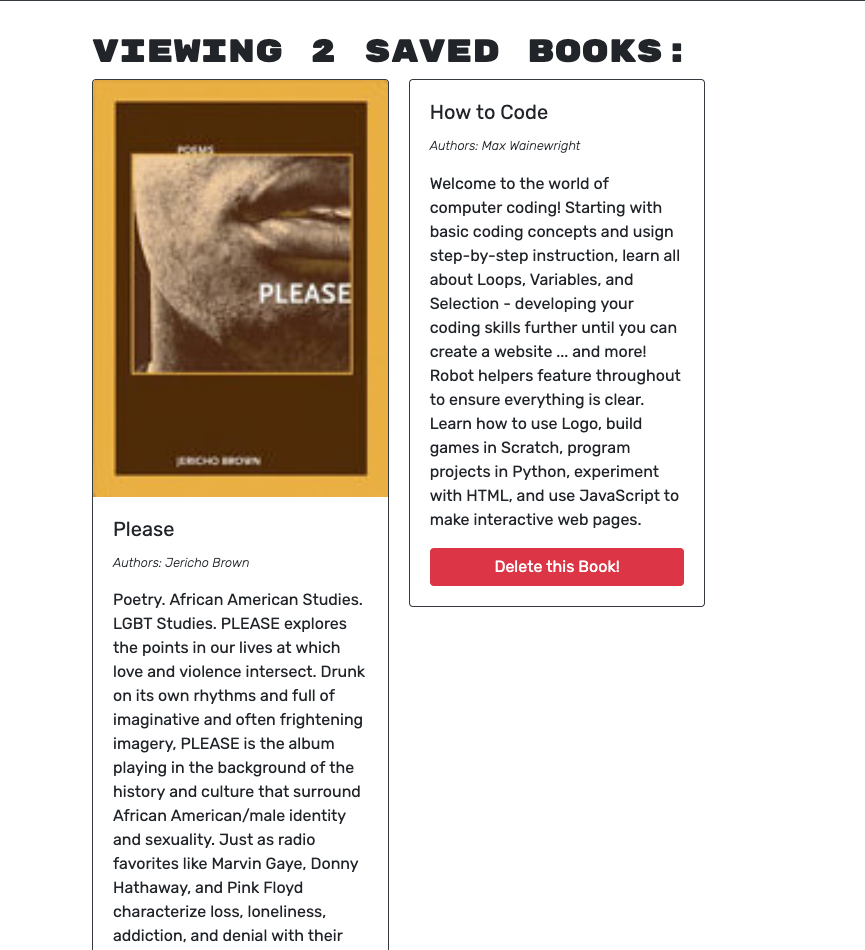 VIEWING 2 SAVED BOOKS:
POEMS
PLEASE
JERICHO BROWN
Please
Authors: Jericho Brown
Poetry. African American Studies.
LGBT Studies. PLEASE explores
the points in our lives at which
love and violence intersect. Drunk
on its own rhythms and full of
imaginative and often frightening
imagery, PLEASE is the album
playing in the background of the
history and culture that surround
African American/male identity
and sexuality. Just as radio
favorites like Marvin Gaye, Donny
Hathaway, and Pink Floyd
characterize loss, loneliness,
addiction, and denial with their
How to Code
Authors: Max Wainewright
Welcome to the world of
computer coding! Starting with
basic coding concepts and usign
step-by-step instruction, learn all
about Loops, Variables, and
Selection - developing your
coding skills further until you can
create a website ... and more!
Robot helpers feature throughout
to ensure everything is clear.
Learn how to use Logo, build
games in Scratch, program
projects in Python, experiment
with HTML, and use JavaScript to
make interactive web pages.
Delete this Book!